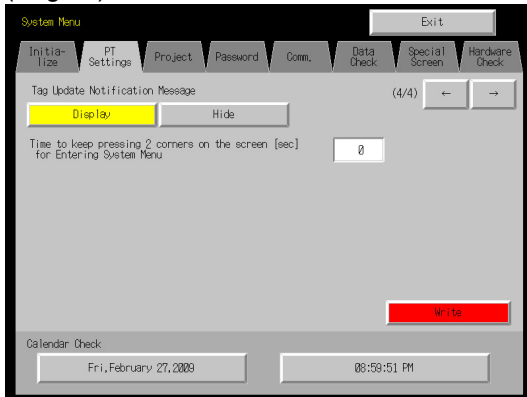 System Menu
Exit
Initia-
lize
PT
Settings
Project
Password
Comm.
Data
Check
Special
Screen
Hardware
Check
Tag Update Notification Message
(4/4)
←
→
Display
Hide
Time to keep pressing 2 corners on the screen [sec]
for Entering System Menu
0
Write
Calendar Check
Fri,February 27,2009
08:59:51 PM